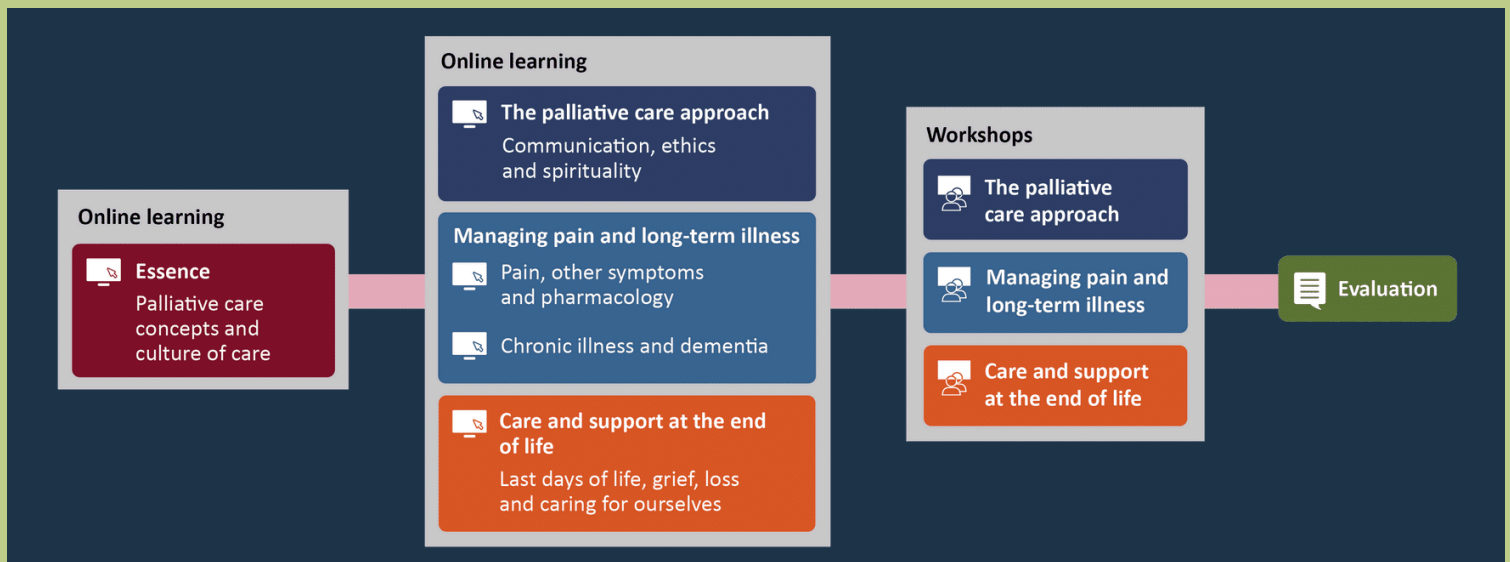 Online learning
Essence
Palliative care
concepts and
culture of care
Online learning
The palliative care approach
Communication, ethics
and spirituality
Managing pain and long-term illness
Pain, other symptoms
and pharmacology
Chronic illness and dementia
Care and support at the end
of life
Last days of life, grief, loss
and caring for ourselves
Workshops
The palliative
care approach
Managing pain and
long-term illness
Care and support
at the end of life
Evaluation